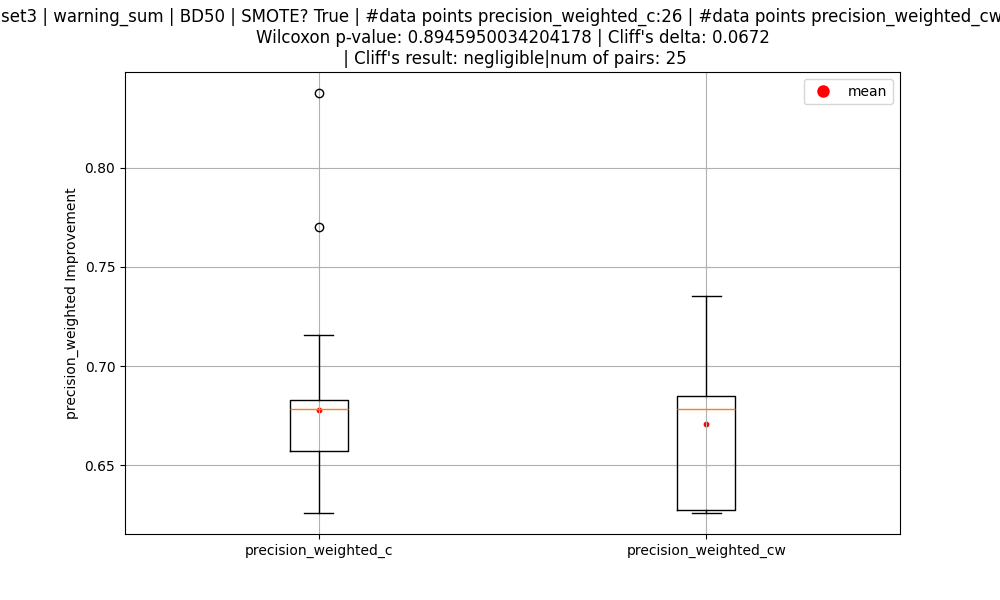 set3 | warning_sum | BD50 | SMOTE? True | #data points precision_weighted_c:26 | #data points precision_weighted_cw
Wilcoxon p-value: 0.8945950034204178 | Cliff's delta: 0.0672
| Cliff's result: negligible|num of pairs: 25
mean
0.80
0.75
0.70
0.65
precision_weighted Improvement
precision_weighted_c
precision_weighted_cw